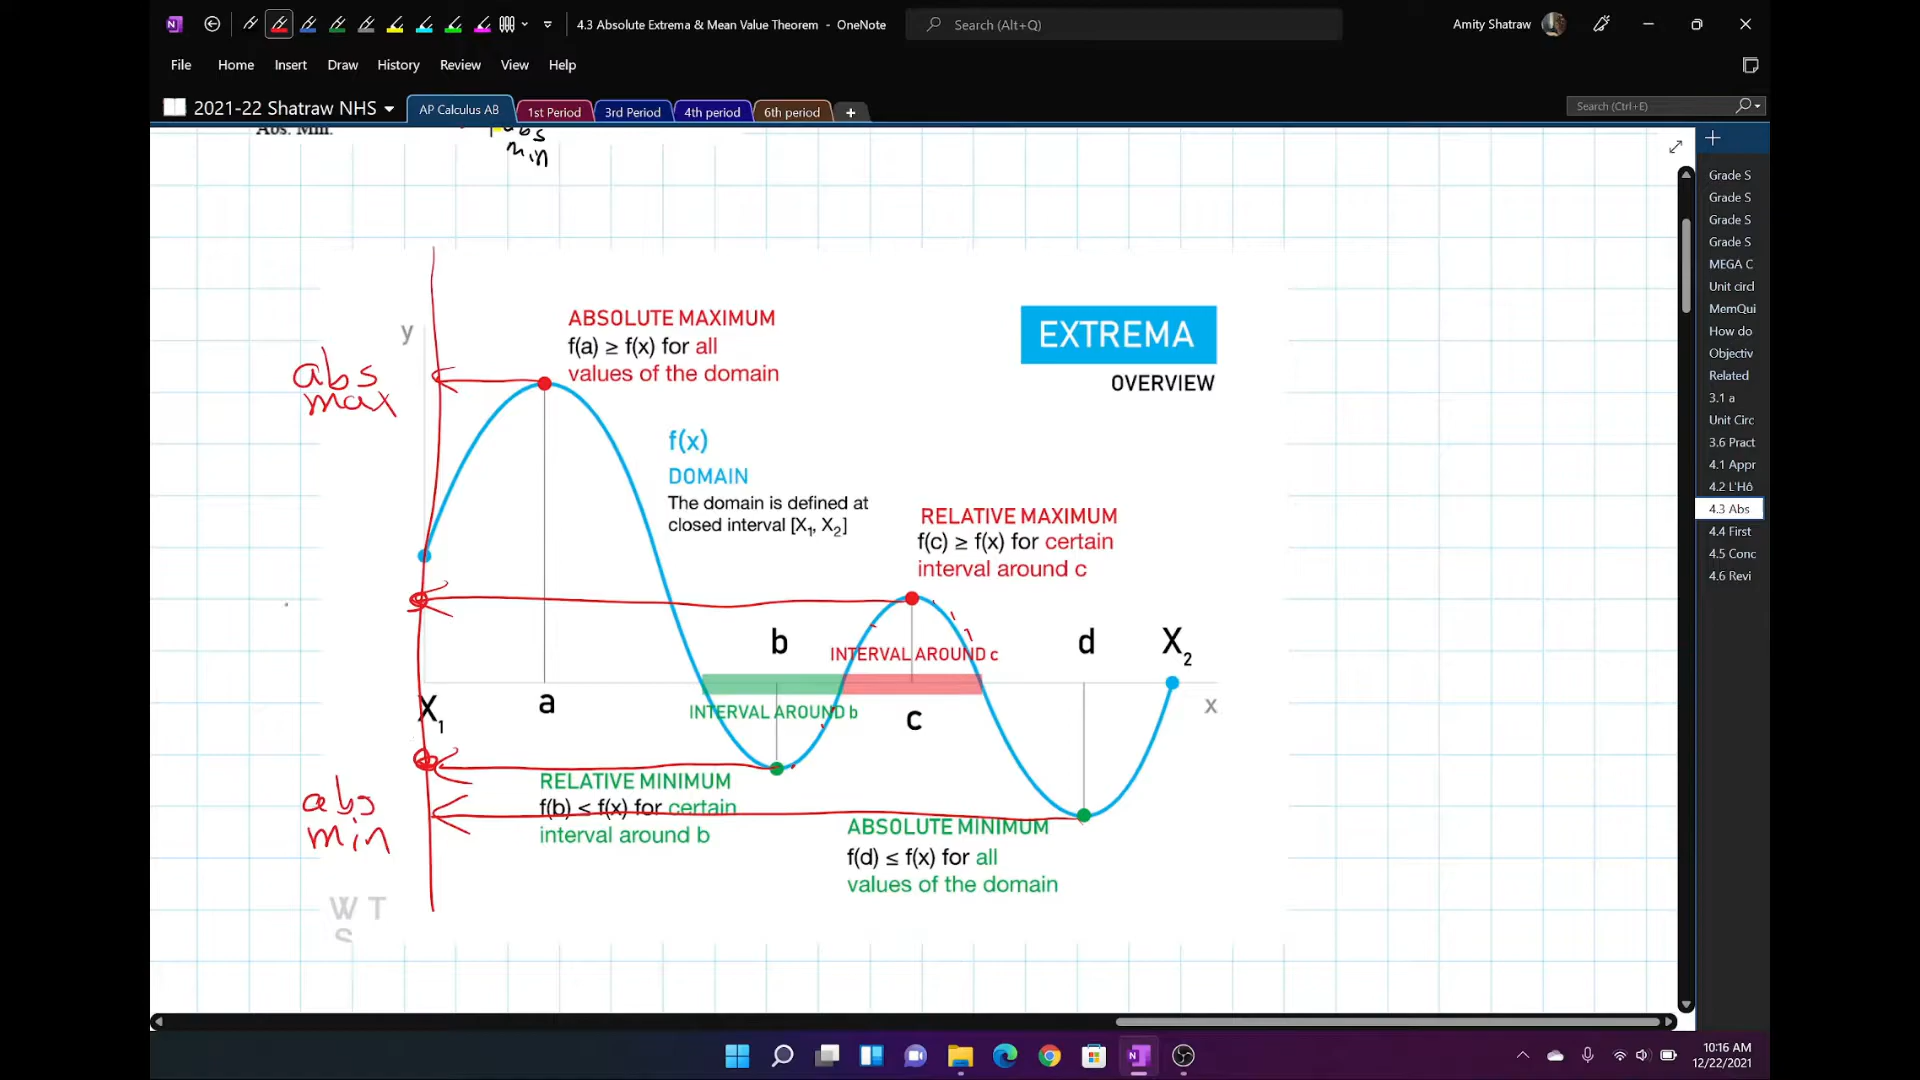 4.3 Absolute Extrema & Mean Value Theorem - OneNote
Search (Alt+Q)
Amity Shatraw
File Home Insert Draw History Review View Help
2021-22 Shatraw NHS
AP Calculus AB
1st Period
3rd Period
4th period
6th period
Search (Ctrl+E)
Abs. Min.
abs
min
Grade S
Grade S
Grade S
Grade S
MEGA C
Unit circl
MemQui
How do
Objectiv
Related
3.1 a
Unit Circ
3.6 Pract
4.1 Appr
4.2 L'Hô
4.3 Abs
4.4 First
4.5 Conc
4.6 Revi
EXTREMA
OVERVIEW
y
ABSOLUTE MAXIMUM
f(a) ≥ f(x) for all
values of the domain
abs
max
f(x)
DOMAIN
The domain is defined at
closed interval [X1, X2]
RELATIVE MAXIMUM
f(c) ≥ f(x) for certain
interval around c
b
INTERVAL AROUND c
d
X2
X1
a
INTERVAL AROUND b
c
x
RELATIVE MINIMUM
f(b) ≤ f(x) for certain
interval around b
abs
min
ABSOLUTE MINIMUM
f(d) ≤ f(x) for all
values of the domain
W T
S
10:16 AM
12/22/2021